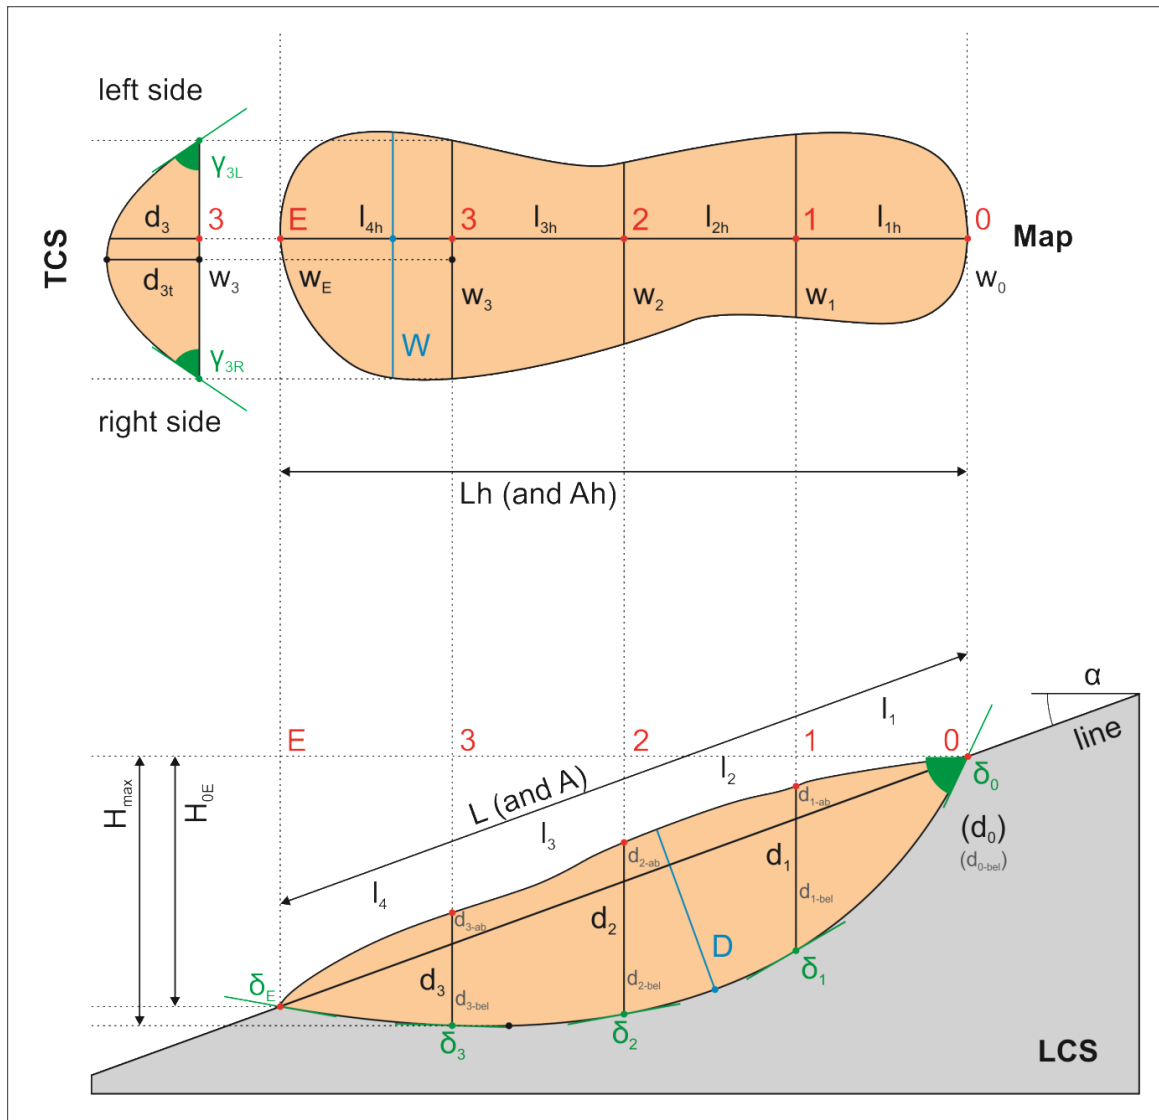 left side
γ3L
d3
3
E
l4h
3
l3h
2
l2h
1
l1h
0
TCS
Map
d3t
w3
wE
w3
w2
w1
w0
W
γ3R
right side
Lh (and Ah)
α
line
l1
E
3
2
1
0
l2
δ0
Hmax
H0E
L (and A)
d1-ab
(d0)
(d0-bel)
l3
d2-ab
d1
l4
d1-bel
d3-ab
d2
D
d3
d2-bel
δE
d3-bel
δ1
δ3
δ2
LCS